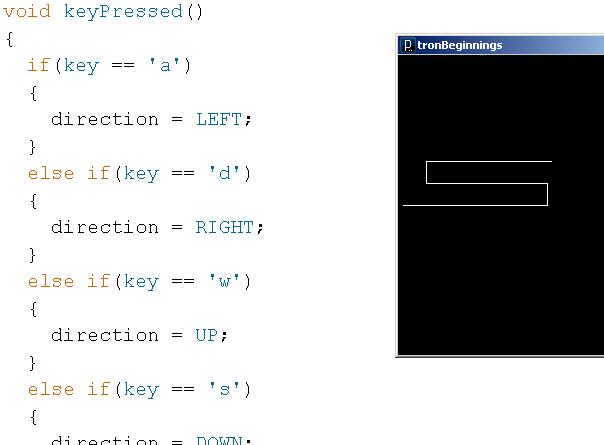 void keyPressed()
{
if(key == 'a')
{
direction = LEFT;
}
else if(key == 'd')
{
direction = RIGHT;
}
else if(key == 'w')
{
direction = UP;
}
else if(key == 's')
{
direction = DOWN;
tronBeginnings